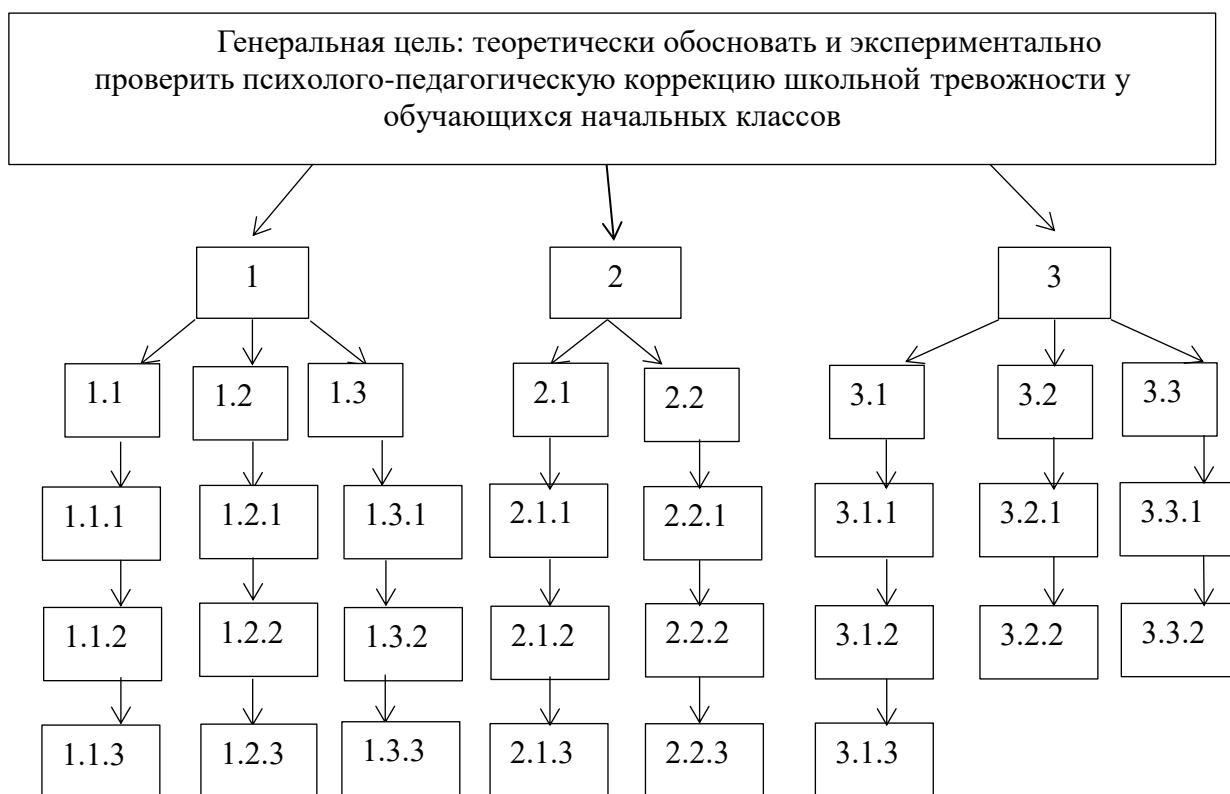 Генеральная цель: теоретически обосновать и экспериментально
проверить психолого-педагогическую коррекцию школьной тревожности у
обучающихся начальных классов
1 2 3
1.1 1.2 1.3 2.1 2.2 3.1 3.2 3.3
1.1.1 1.2.1 1.3.1 2.1.1 2.2.1 3.1.1 3.2.1 3.3.1
1.1.2 1.2.2 1.3.2 2.1.2 2.2.2 3.1.2 3.2.2 3.3.2
1.1.3 1.2.3 1.3.3 2.1.3 2.2.3 3.1.3